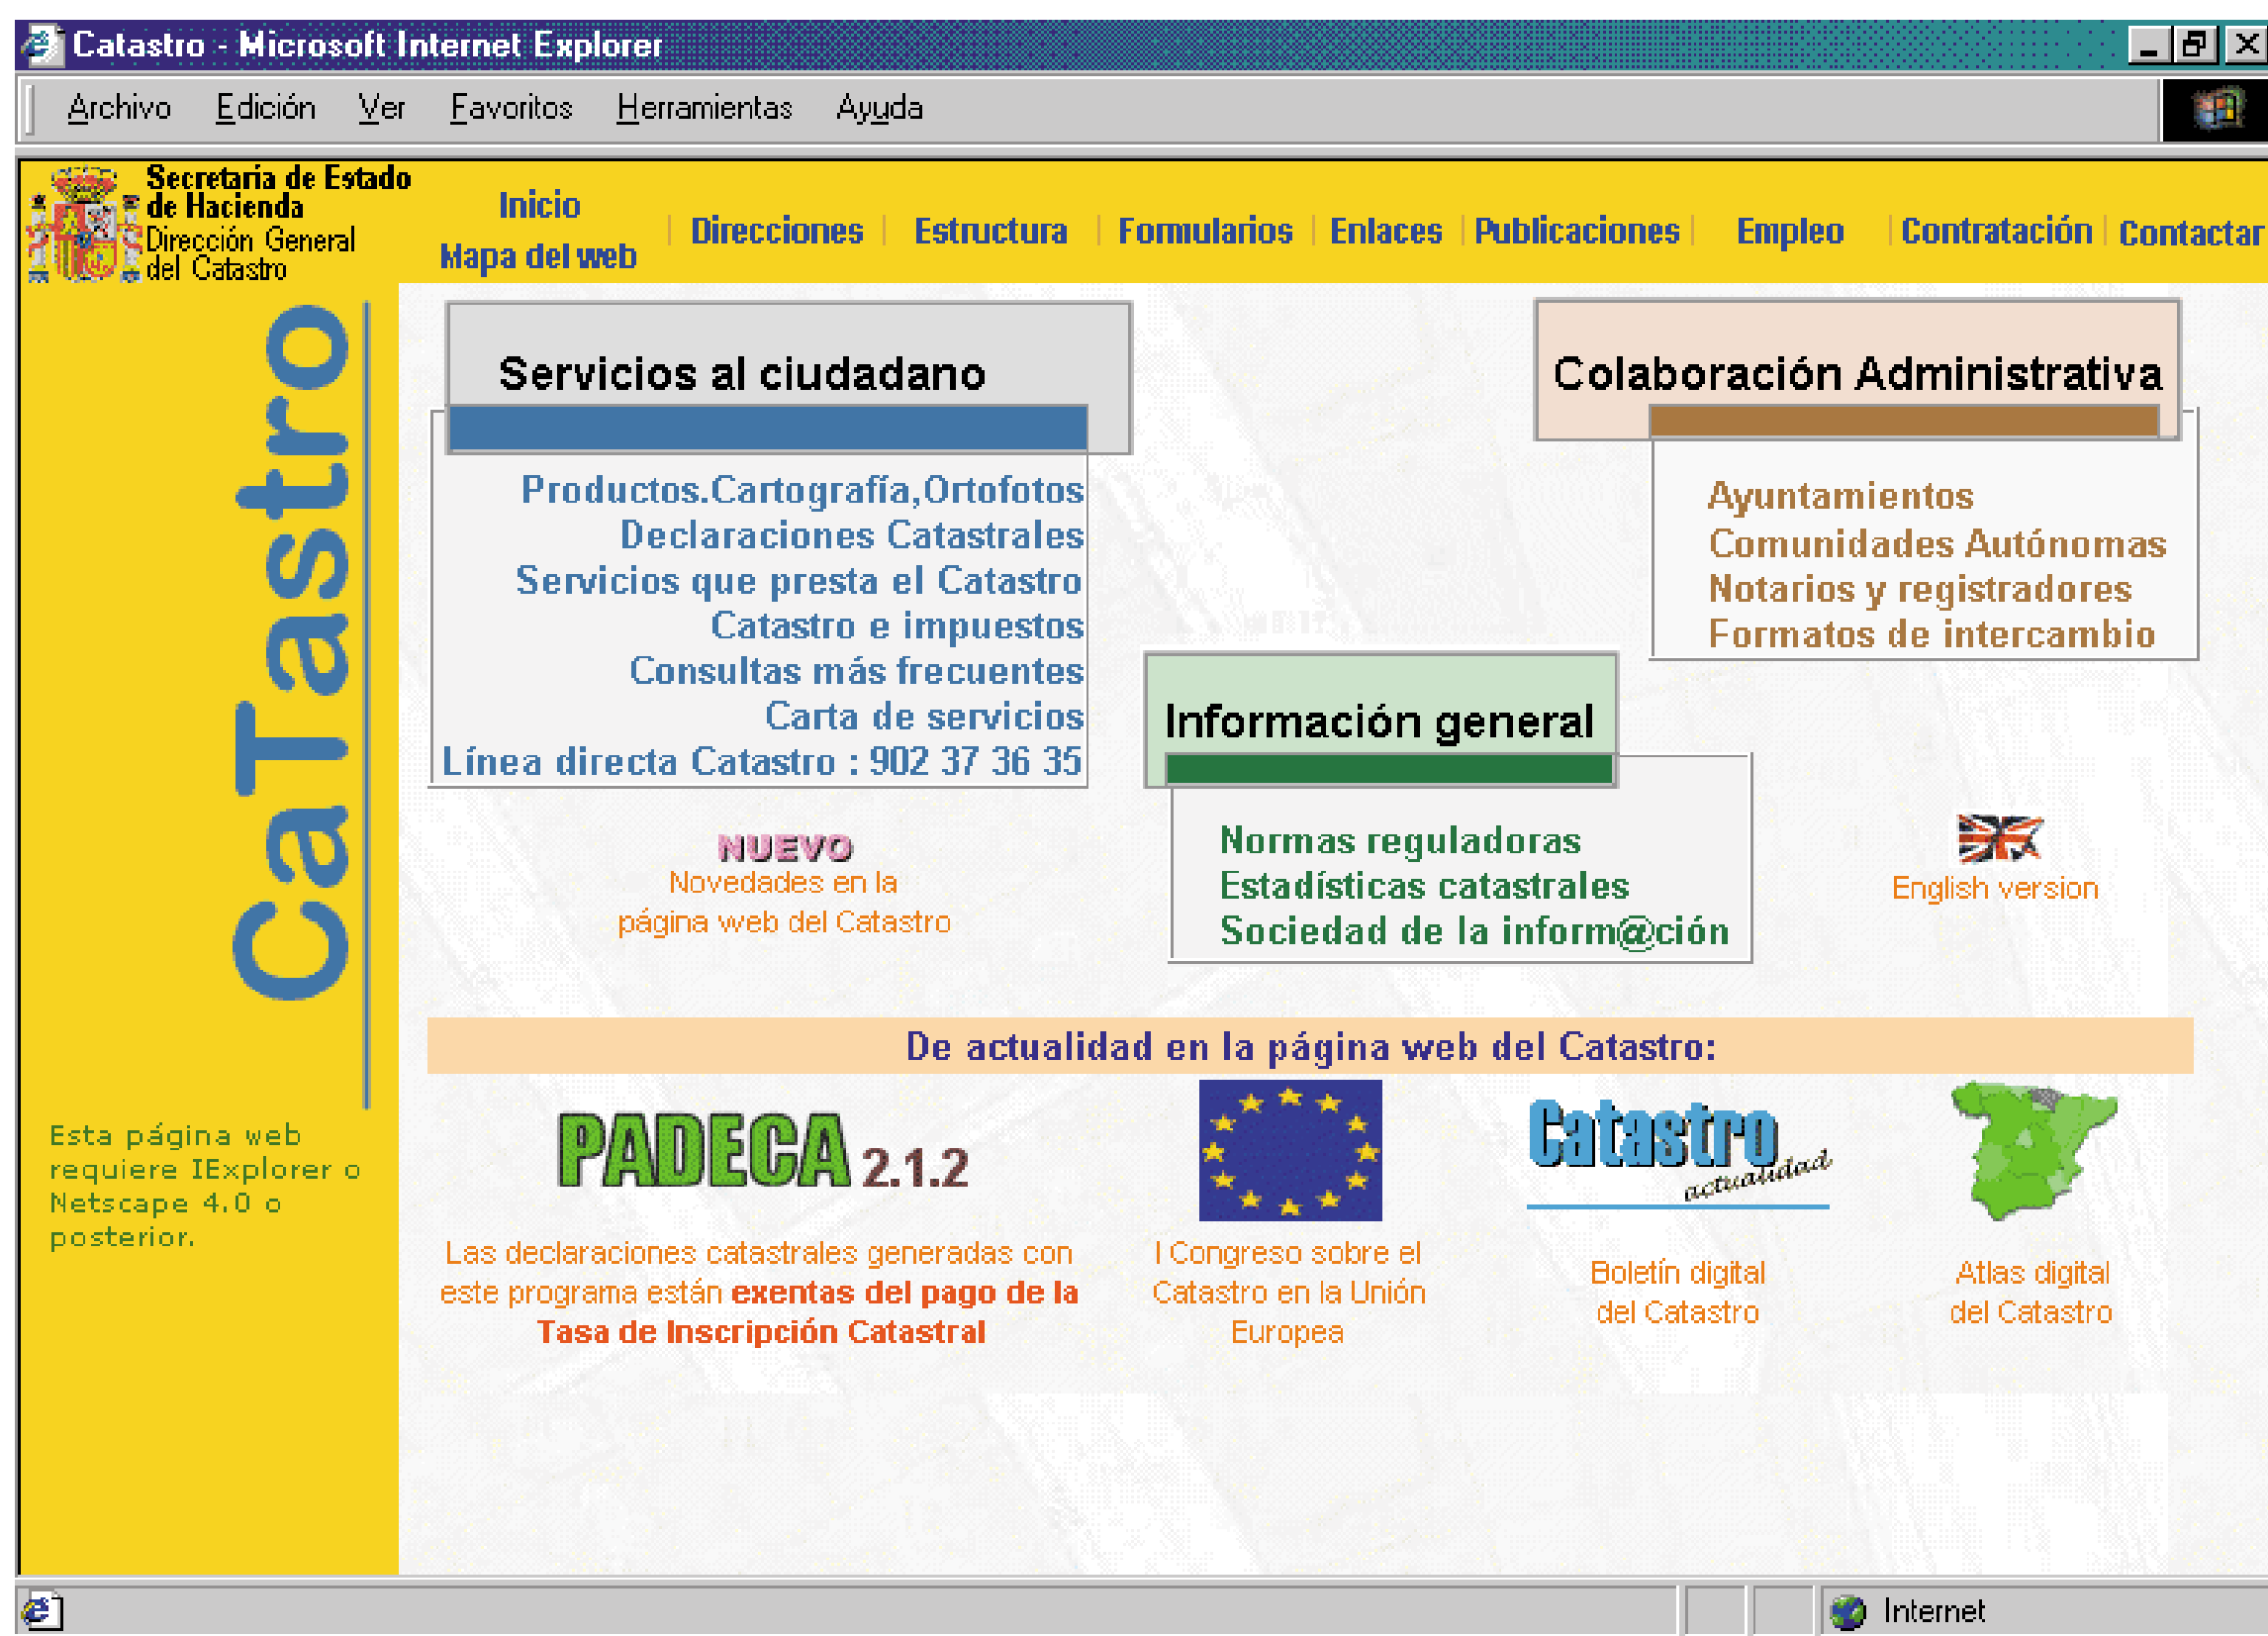 Catastro - Microsoft Internet Explorer
Archivo Edición Ver Favoritos Herramientas Ayuda
Secretaría de Estado
de Hacienda
Dirección General
del Catastro
Inicio
Mapa del web
Direcciones
Estructura
Formularios
Enlaces
Publicaciones
Empleo
Contratación
Contactar
CaTastro
Esta página web
requiere IExplorer o
Netscape 4.0 o
posterior.
Servicios al ciudadano
Productos.Cartografía,Ortofotos
Declaraciones Catastrales
Servicios que presta el Catastro
Catastro e impuestos
Consultas más frecuentes
Carta de servicios
Línea directa Catastro : 902 37 36 35
Colaboración Administrativa
Ayuntamientos
Comunidades Autónomas
Notarios y registradores
Formatos de intercambio
Información general
Normas reguladoras
Estadísticas catastrales
Sociedad de la inform@ción
NUEVO
Novedades en la
página web del Catastro
English version
De actualidad en la página web del Catastro:
PADECA 2.1.2
Las declaraciones catastrales generadas con
este programa están exentas del pago de la
Tasa de Inscripción Catastral
I Congreso sobre el
Catastro en la Unión
Europea
Catastro
actualidad
Boletín digital
del Catastro
Atlas digital
del Catastro
Internet